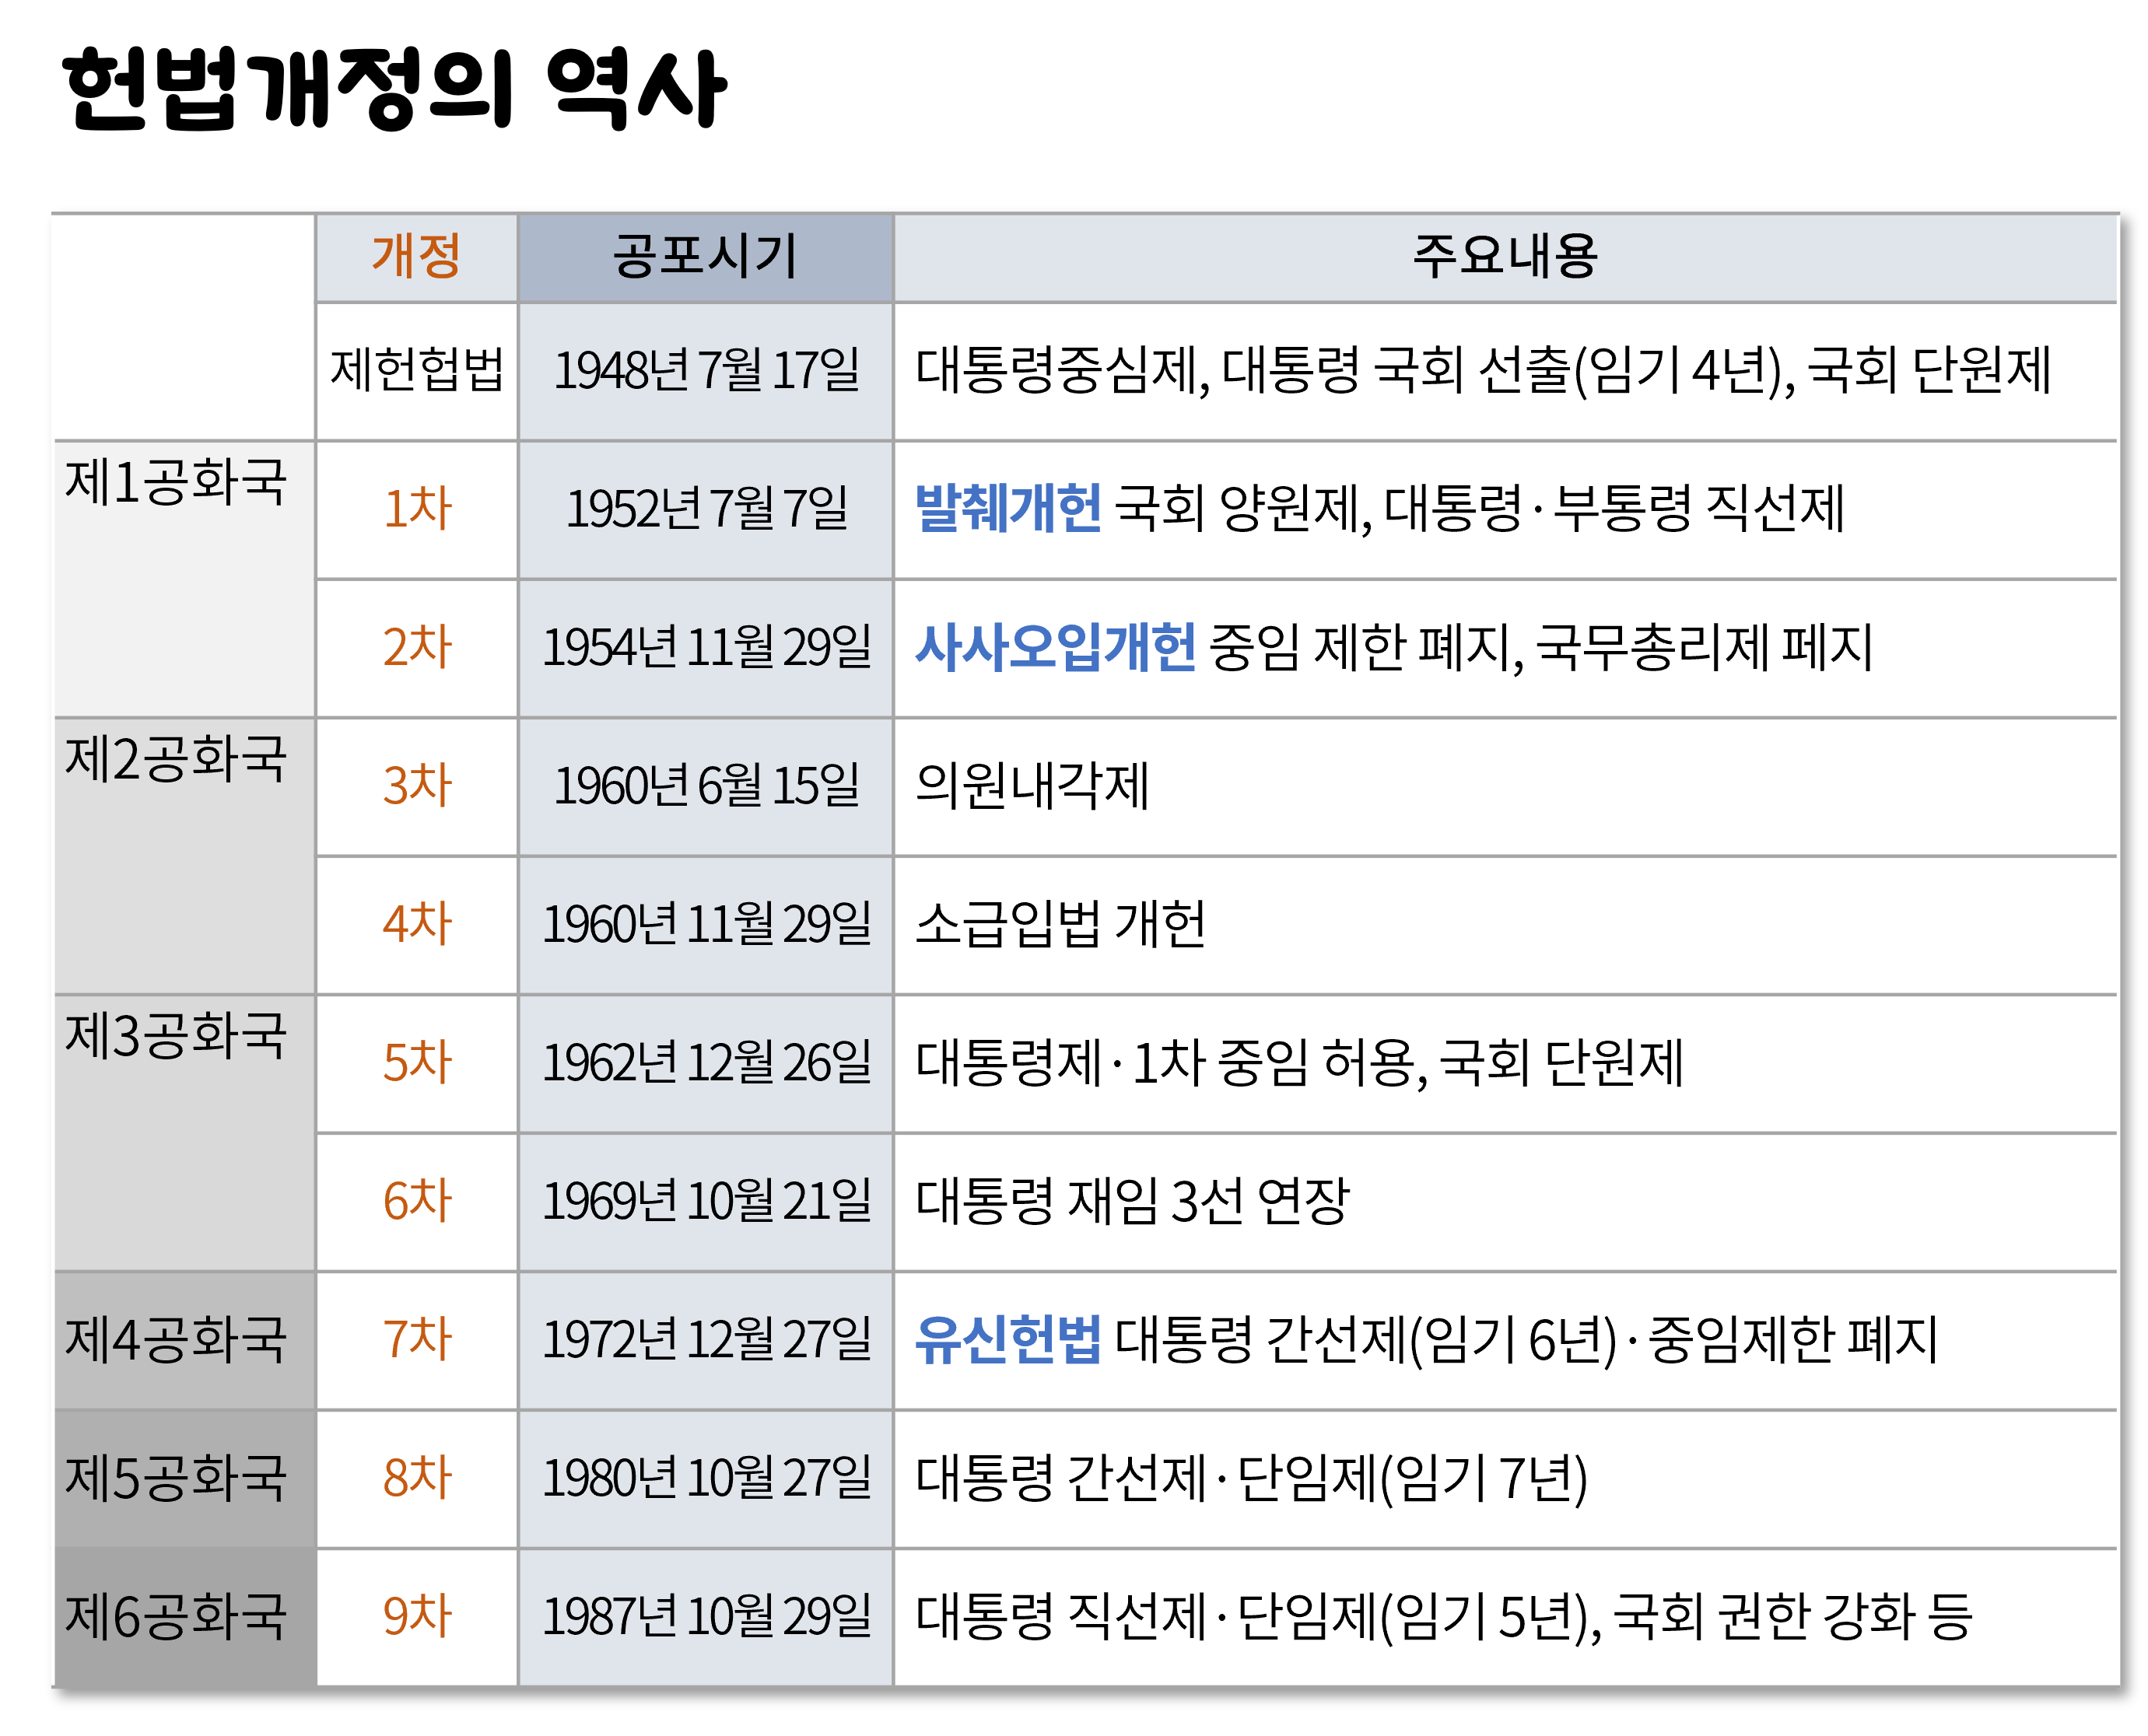 헌법개정의 역사
개정 공포시기 주요내용
제헌헙법 1948년 7월 17일 대통령중심제, 대통령 국회 선출(임기 4년), 국회 단원제
제1공화국 1차 1952년 7월 7일 발췌개헌 국회 양원제, 대통령·부통령 직선제
2차 1954년 11월 29일 사사오입개헌 중임 제한 폐지, 국무총리제 폐지
제2공화국 3차 1960년 6월 15일 의원내각제
4차 1960년 11월 29일 소급입법 개헌
제3공화국 5차 1962년 12월 26일 대통령제·1차 중임 허용, 국회 단원제
6차 1969년 10월 21일 대통령 재임 3선 연장
제4공화국 7차 1972년 12월 27일 유신헌법 대통령 간선제(임기 6년)·중임제한 폐지
제5공화국 8차 1980년 10월 27일 대통령 간선제·단임제(임기 7년)
제6공화국 9차 1987년 10월 29일 대통령 직선제·단임제(임기 5년), 국회 권한 강화 등